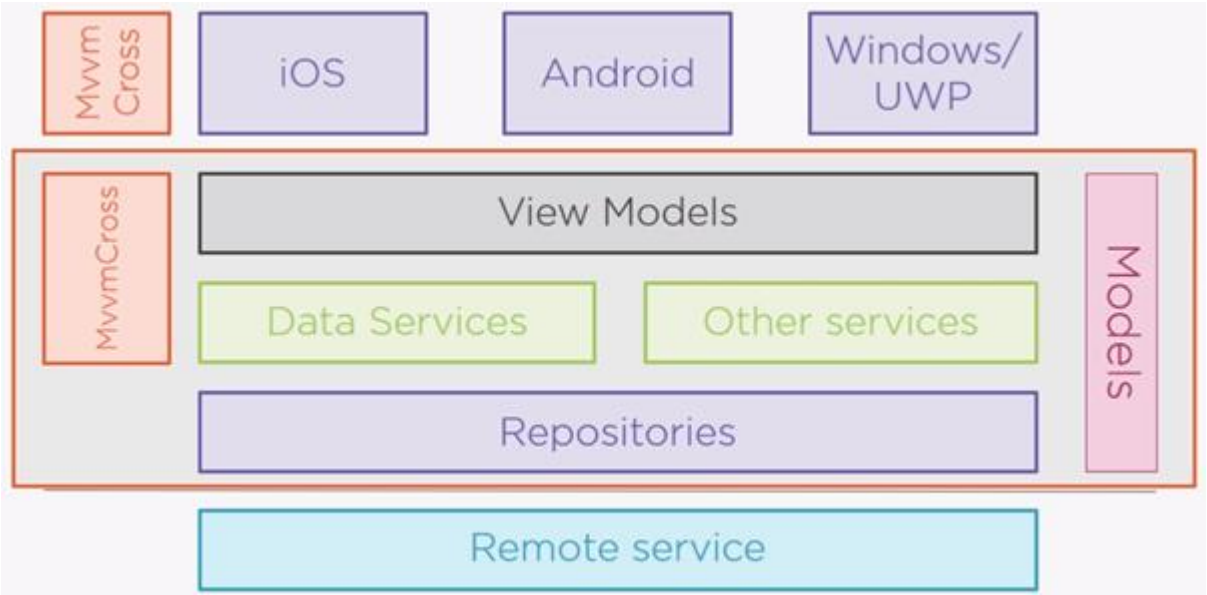 Mvvm
Cross
iOS
Android
Windows/
UWP
MvvmCross
View Models
Models
Data Services
Other services
Repositories
Remote service